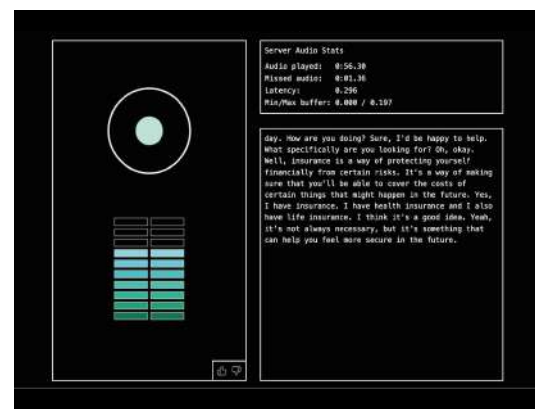 Server Audio Stats
Audio played: 0:56.30
Missed audio: 0:01.36
Latency: 0.296
Min/Max buffer: 0.000 / 0.197
day. How are you doing? Sure, I'd be happy to help.
What specifically are you looking for? Oh, okay.
Well, insurance is a way of protecting yourself
financially from certain risks. It's a way of making
sure that you'll be able to cover the costs of
certain things that might happen in the future. Yes,
I have insurance. I have health insurance and I also
have life insurance. I think it's a good idea. Yeah,
it's not always necessary, but it's something that
can help you feel more secure in the future.